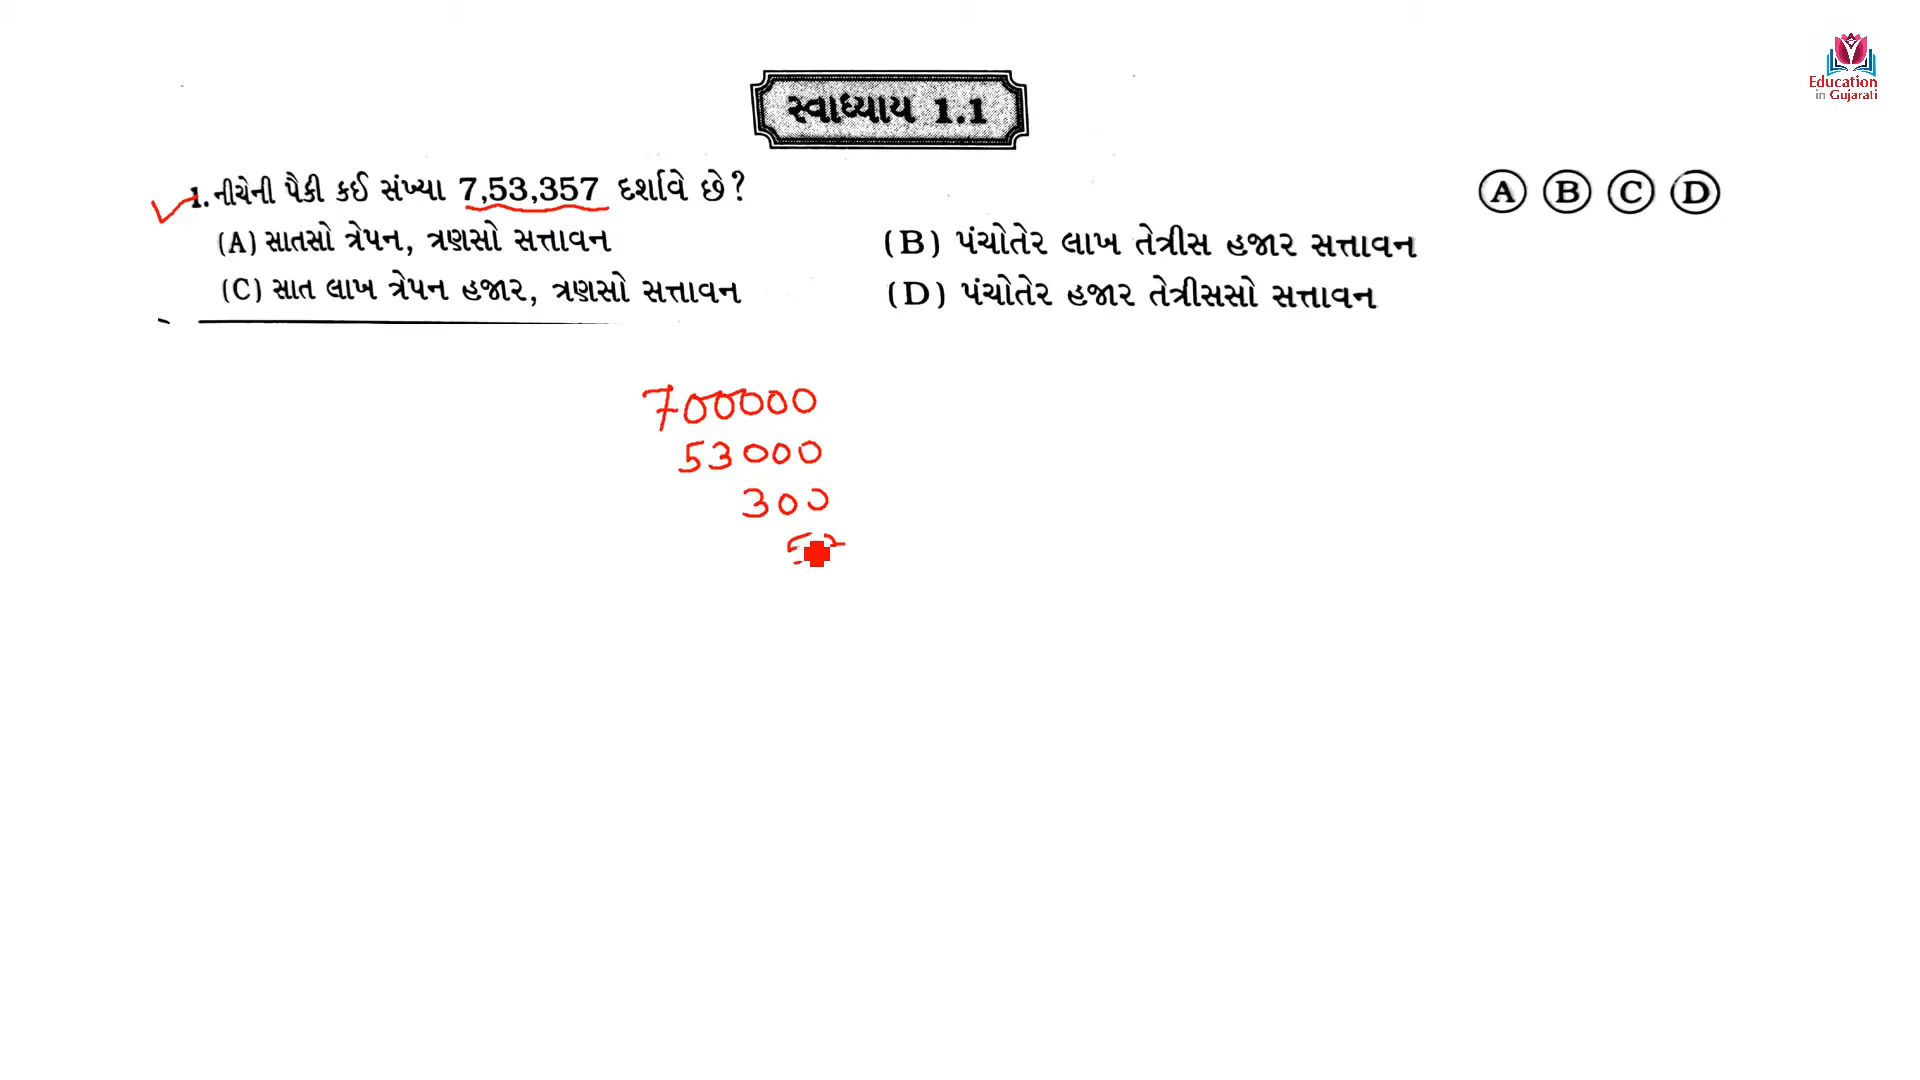 Education
in Gujarati
સ્વાધ્યાય 1.1
1. નીચેની પૈકી કઈ સંખ્યા 7,53,357 દર્શાવે છે? A B C D
(A) સાતસો ત્રેપન, ત્રણસો સત્તાવન (B) પંચોતેર લાખ તેત્રીસ હજાર સત્તાવન
(C) સાત લાખ ત્રેપન હજાર, ત્રણસો સત્તાવન (D) પંચોતેર હજાર તેત્રીસસો સત્તાવન
700000
53000
300